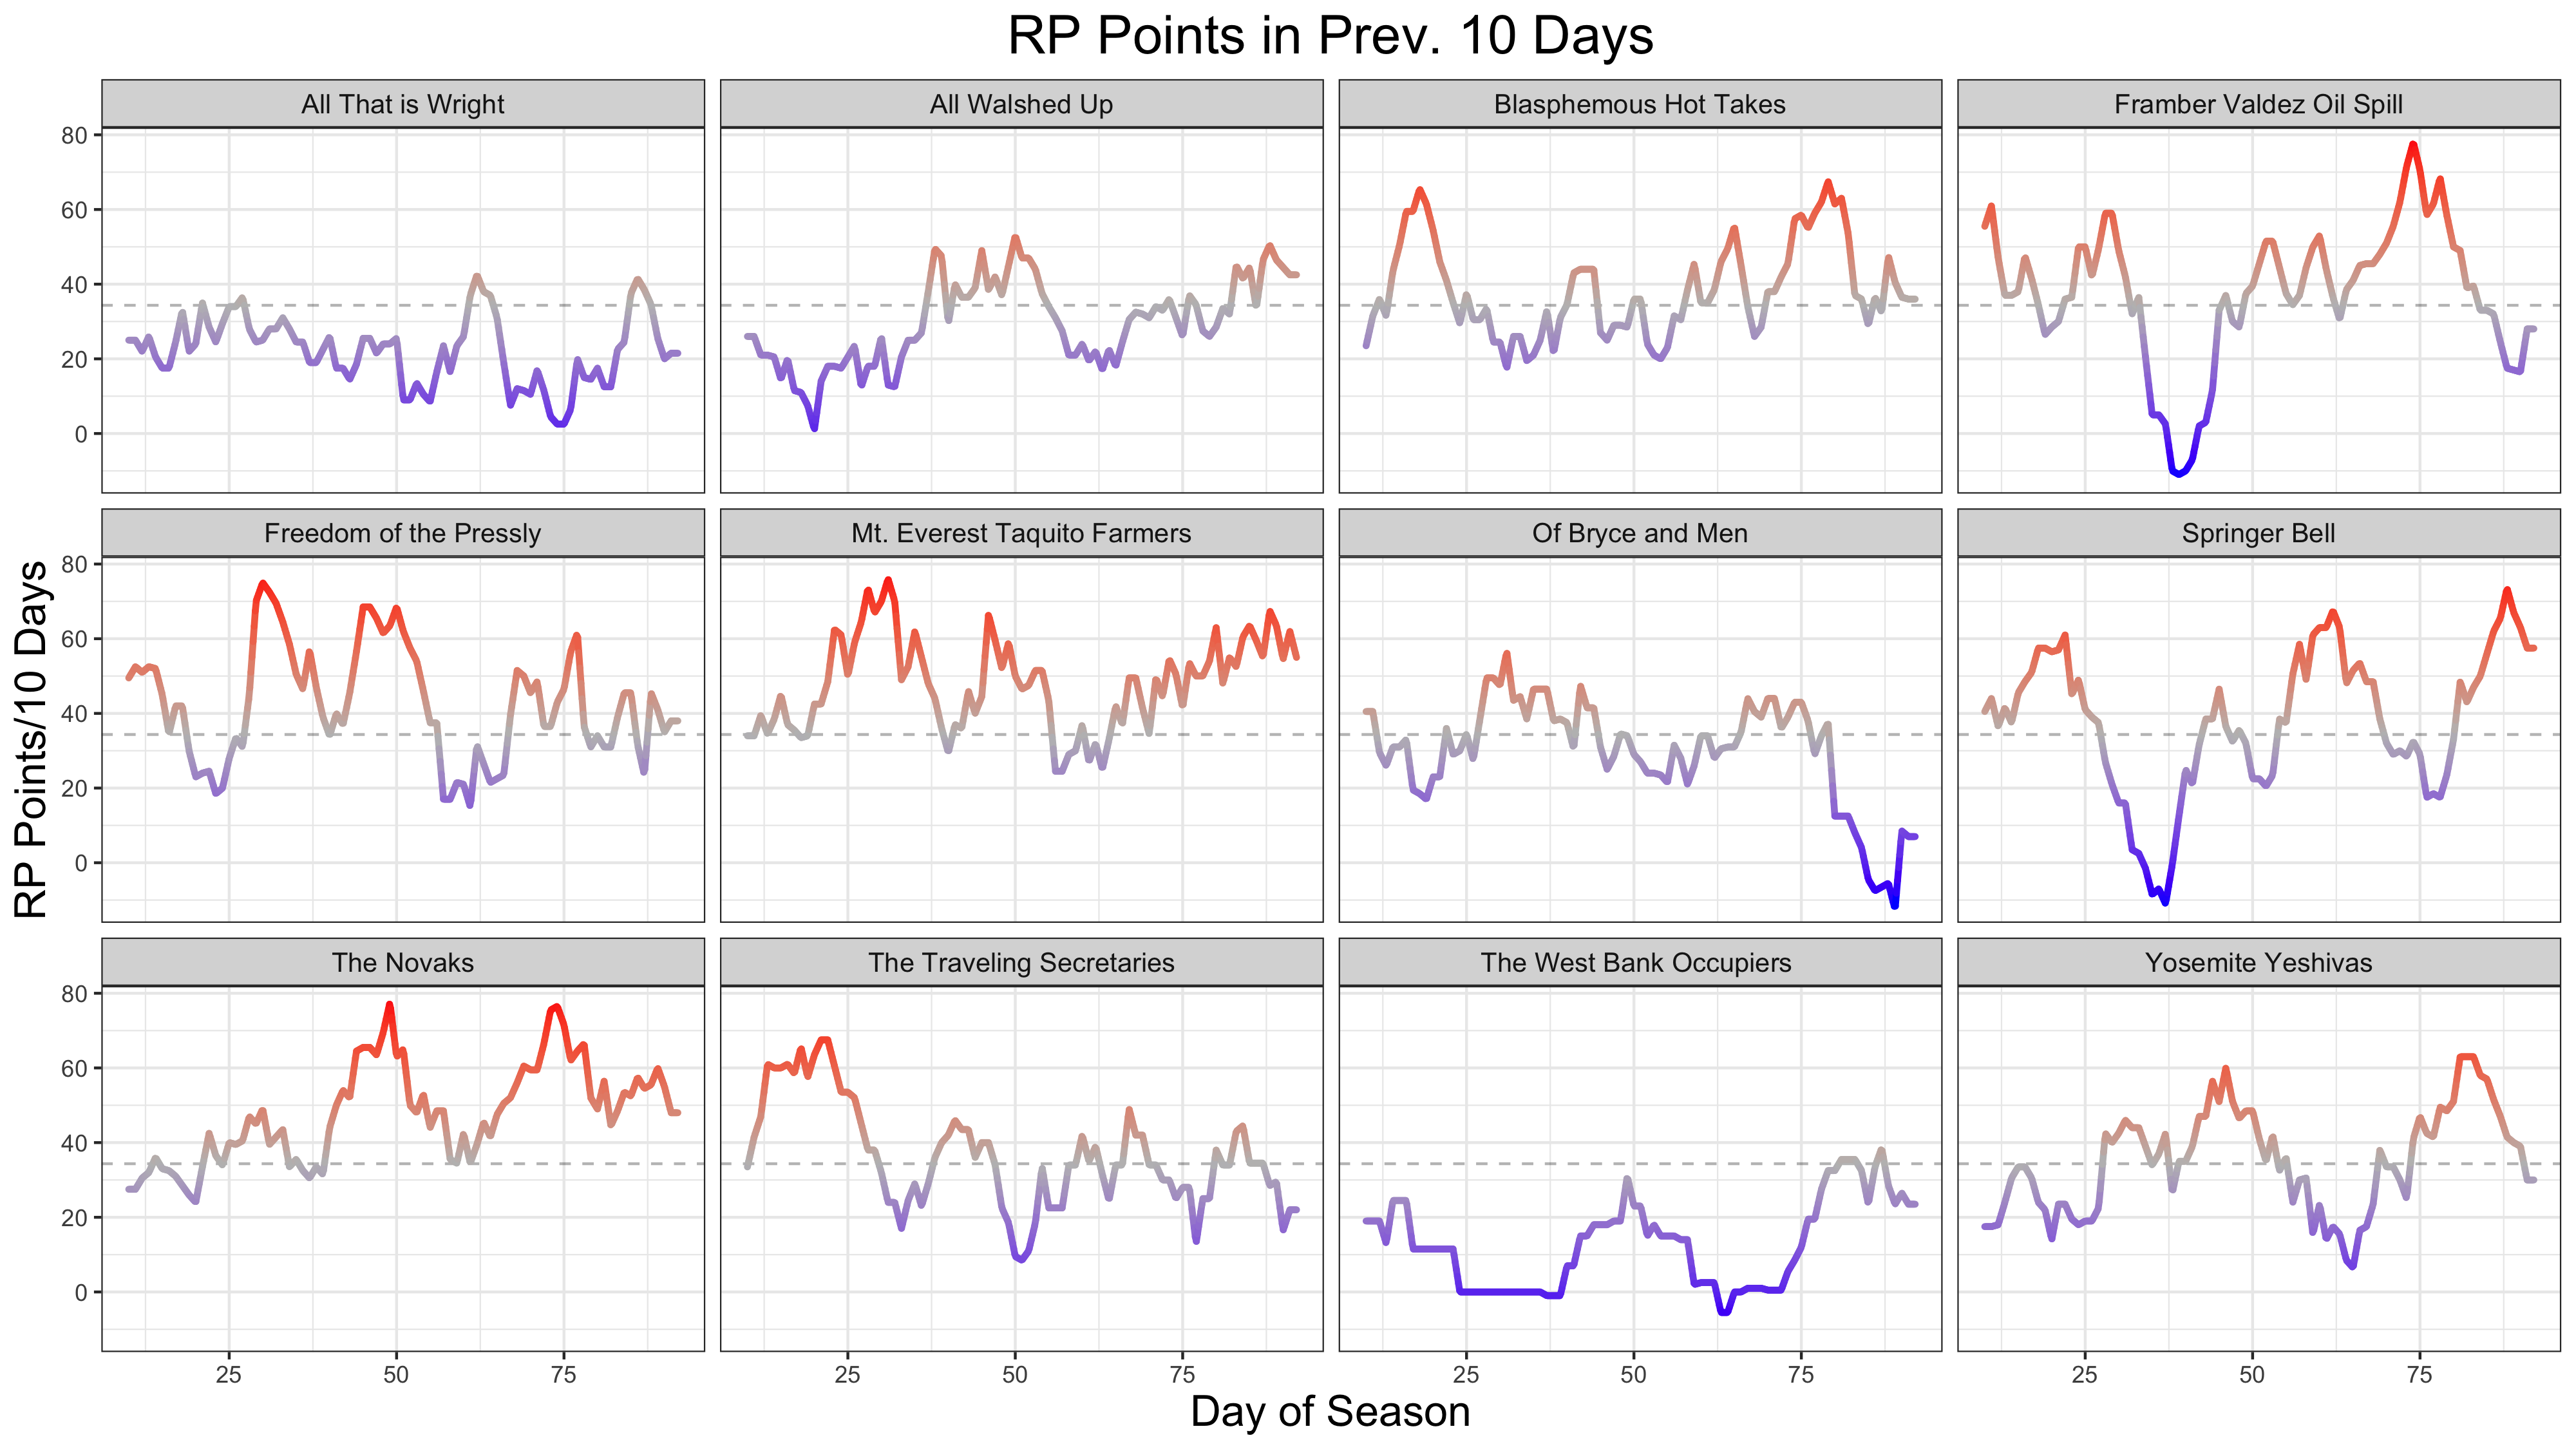 RP Points in Prev. 10 Days
All That is Wright
All Walshed Up
Blasphemous Hot Takes
Framber Valdez Oil Spill
80
60
40
20
0
Freedom of the Pressly
Mt. Everest Taquito Farmers
Of Bryce and Men
Springer Bell
80
60
40
20
0
RP Points/10 Days
The Novaks
The Traveling Secretaries
The West Bank Occupiers
Yosemite Yeshivas
80
60
40
20
0
25 50 75 25 50 75 25 50 75 25 50 75
Day of Season